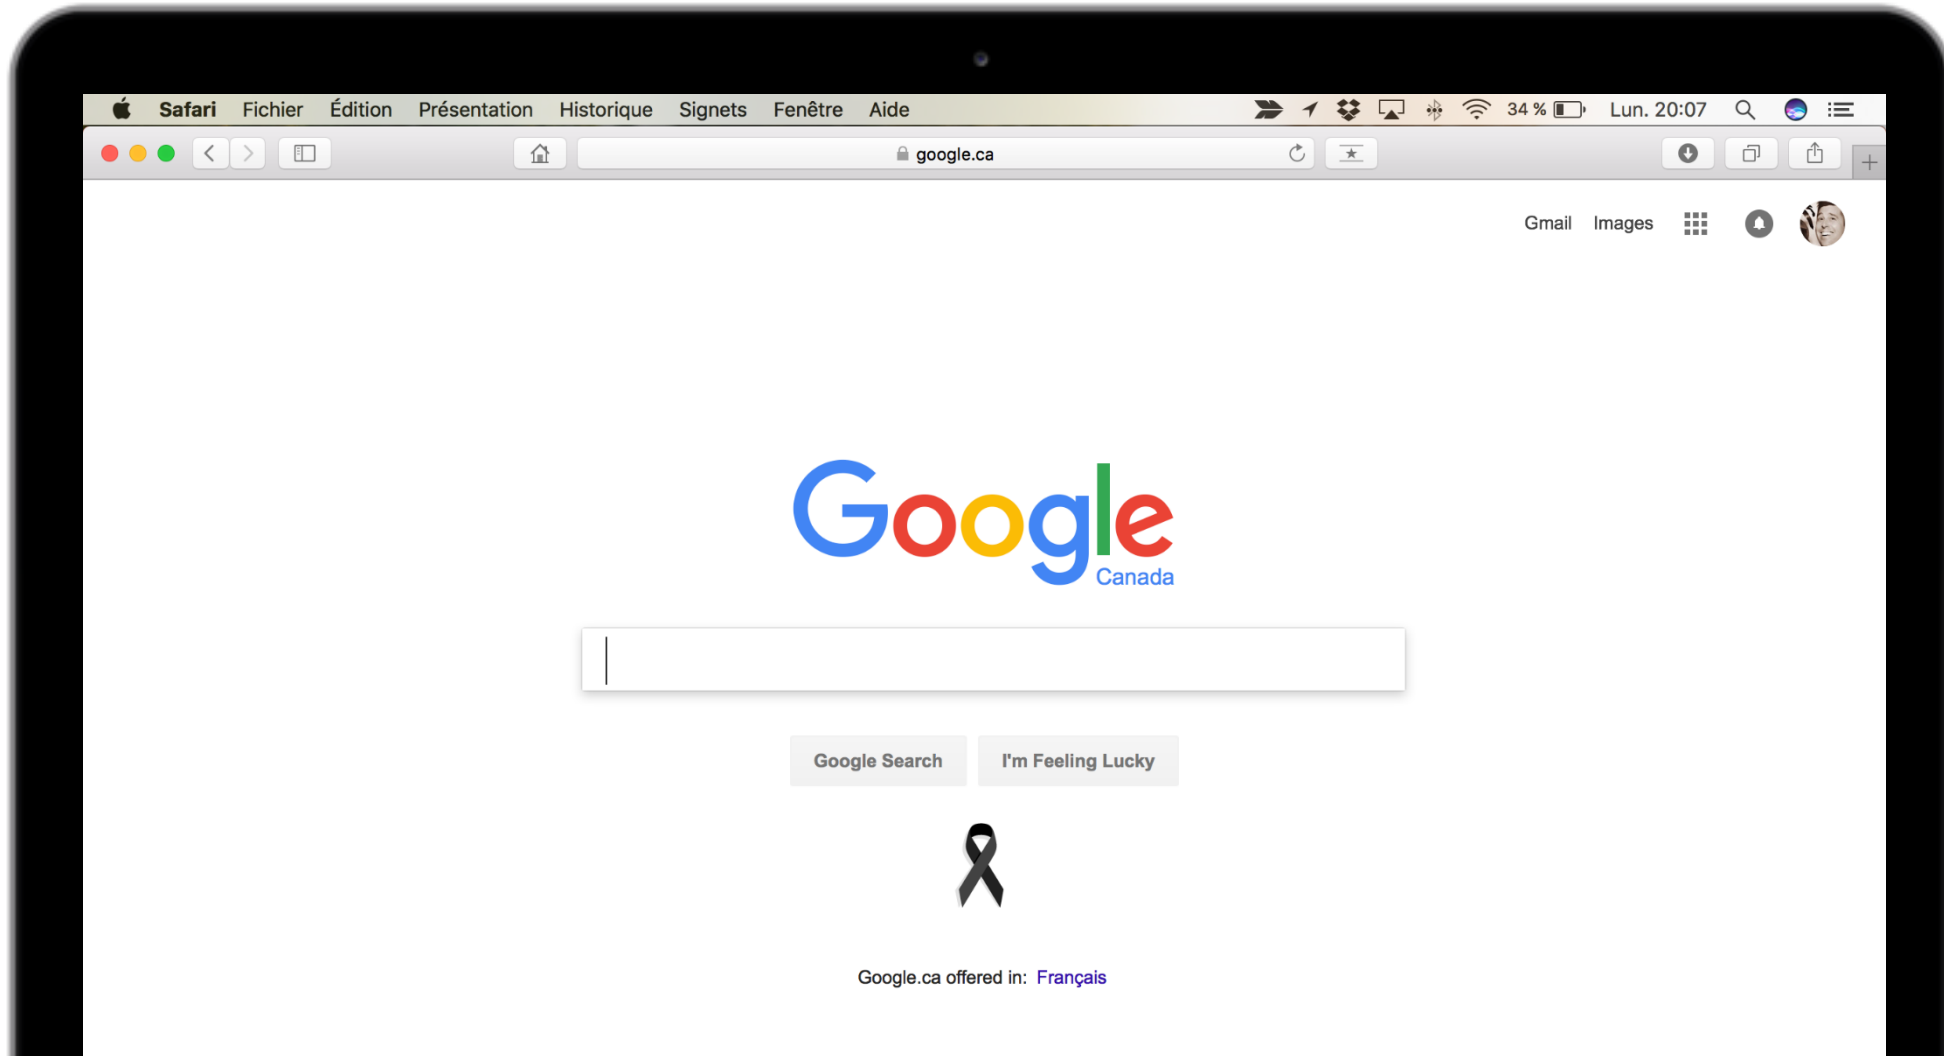 Safari Fichier Édition Présentation Historique Signets Fenêtre Aide 34 % Lun. 20:07
google.ca
Gmail Images
Google
Canada
Google Search I'm Feeling Lucky
Google.ca offered in: Français